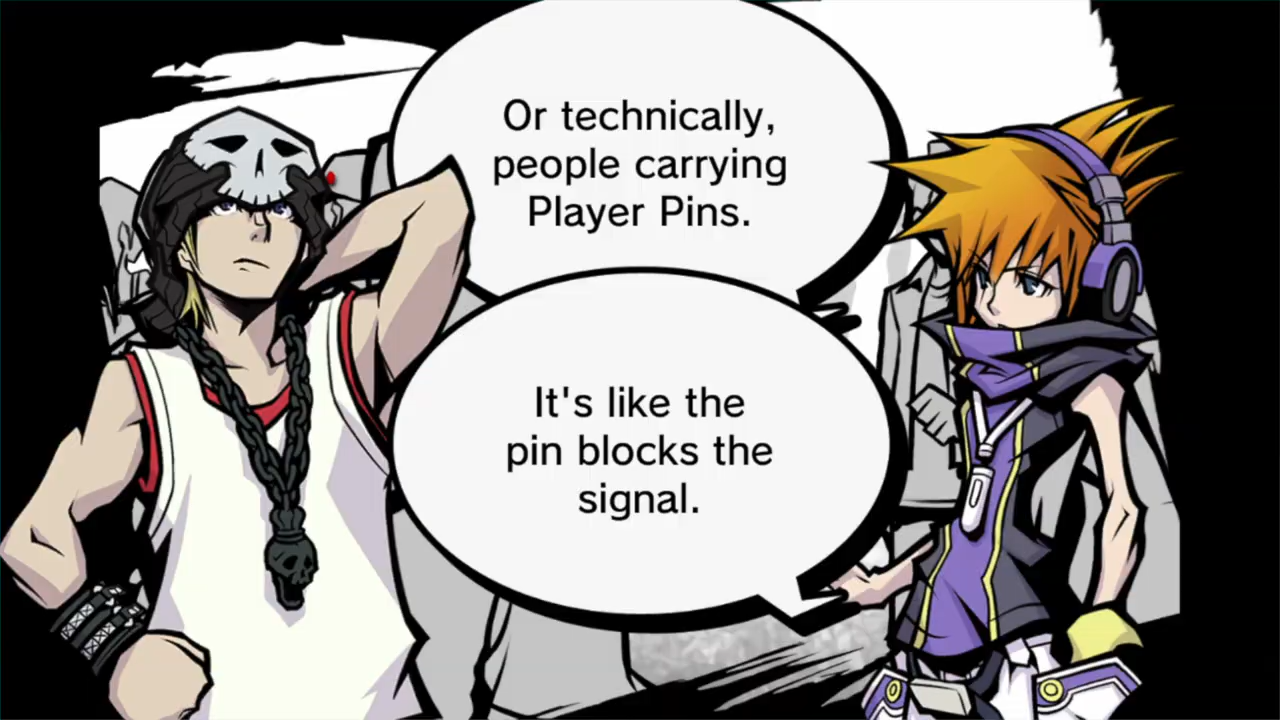 Or technically,
people carrying
Player Pins.
It's like the
pin blocks the
signal.